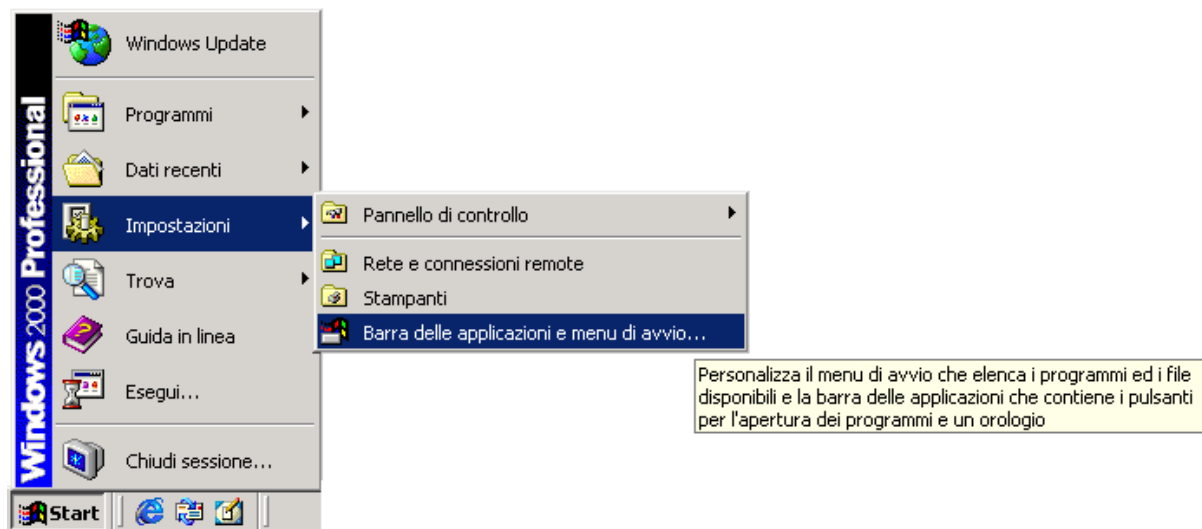 Windows 2000 Professional
Windows Update
Programmi
Dati recenti
Impostazioni
Trova
Guida in linea
Esegui...
Chiudi sessione...
Start
Pannello di controllo
Rete e connessioni remote
Stampanti
Barra delle applicazioni e menu di avvio...
Personalizza il menu di avvio che elenca i programmi ed i file
disponibili e la barra delle applicazioni che contiene i pulsanti
per l'apertura dei programmi e un orologio